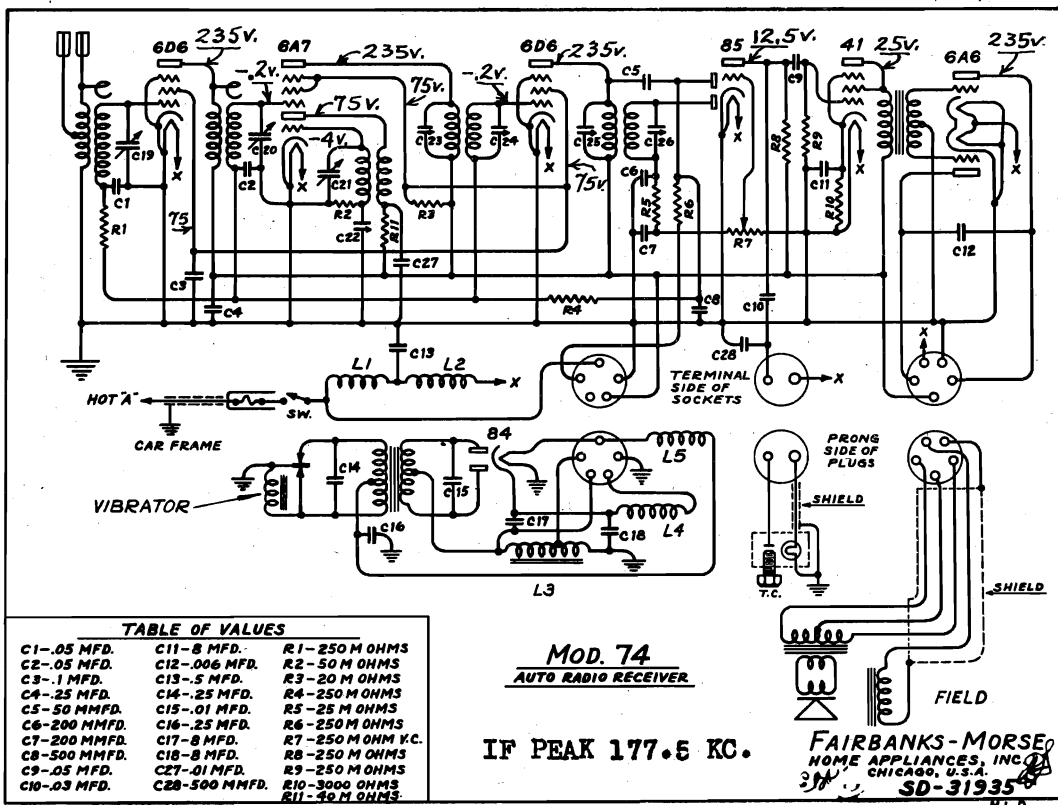 6D6
235V.
6A7
235V.
6D6
235V.
85
12.5V.
41
25V.
6A6
235V.
-.2V.
75V.
-4V.
75V.
-.2V.
75V.
75
C5
C9
C19
C20
C21
C23
C24
C25
C26
C1
C2
R1
R2
C22
R11
R3
C27
C3
C4
R4
C6
R5
C7
R6
C8
R7
R8
R9
C11
R10
C10
C12
C28
C13
X
X
X
X
X
X
X
L1
L2
X
X
HOT "A"
SW.
CAR FRAME
TERMINAL
SIDE OF
SOCKETS
VIBRATOR
C14
C15
C16
84
C17
C18
L5
L4
L3
PRONG
SIDE OF
PLUGS
SHIELD
T.C.
SHIELD
FIELD
TABLE OF VALUES
C1-.05 MFD. C11-8 MFD. R1-250 M OHMS
C2-.05 MFD. C12-.006 MFD. R2-50 M OHMS
C3-.1 MFD. C13-.5 MFD. R3-20 M OHMS
C4-.25 MFD. C14-.25 MFD. R4-250 M OHMS
C5-50 MMFD. C15-.01 MFD. R5-25 M OHMS
C6-200 MMFD. C16-.25 MFD. R6-250 M OHMS
C7-200 MMFD. C17-8 MFD. R7-250 M OHM V.C.
C8-500 MMFD. C18-8 MFD. R8-250 M OHMS
C9-.05 MFD. C27-.01 MFD. R9-250 M OHMS
C10-.03 MFD. C28-500 MMFD. R10-3000 OHMS
R11-40 M OHMS
MOD. 74
AUTO RADIO RECEIVER
IF PEAK 177.5 KC.
FAIRBANKS-MORSE
HOME APPLIANCES, INC.
CHICAGO, U.S.A.
SD-31935